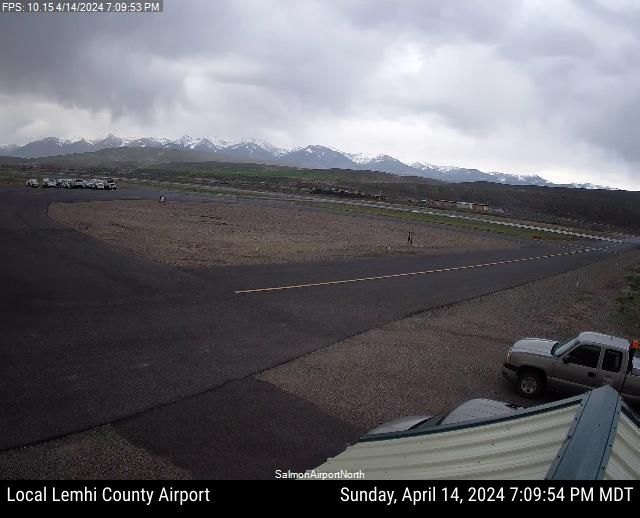 FPS: 10.15 4/14/2024 7:09:53 PM
SalmonAirportNorth
Local Lemhi County Airport
Sunday, April 14, 2024 7:09:54 PM MDT